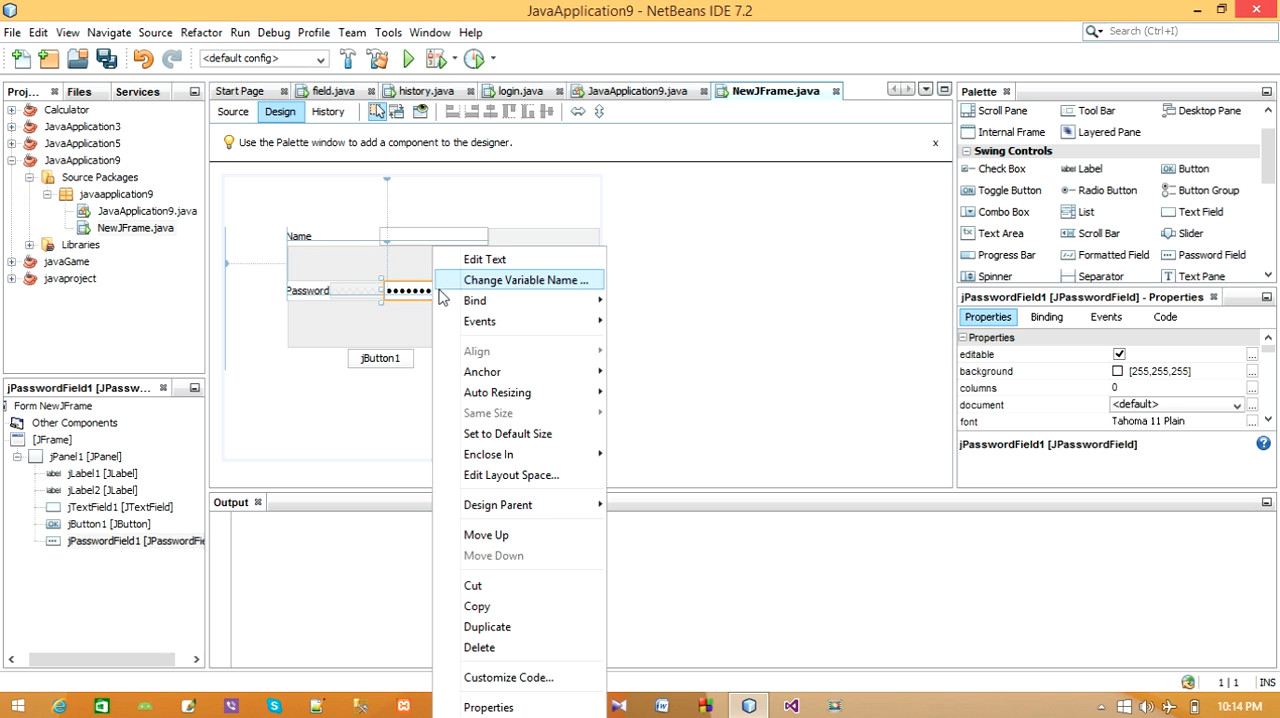 JavaApplication9 - NetBeans IDE 7.2
File Edit View Navigate Source Refactor Run Debug Profile Team Tools Window Help
Search (Ctrl+I)
<default config>
Proj... Files Services
Calculator
JavaApplication3
JavaApplication5
JavaApplication9
Source Packages
javaapplication9
JavaApplication9.java
NewJFrame.java
Libraries
javaGame
javaproject
jPasswordField1 [JPassw...
Form NewJFrame
Other Components
[JFrame]
jPanel1 [JPanel]
jLabel1 [JLabel]
jLabel2 [JLabel]
jTextField1 [JTextField]
jButton1 [JButton]
jPasswordField1 [JPasswordFie
Start Page field.java history.java login.java JavaApplication9.java NewJFrame.java
Source Design History
Use the Palette window to add a component to the designer.
x
Name
Password
jButton1
Edit Text
Change Variable Name ...
Bind
Events
Align
Anchor
Auto Resizing
Same Size
Set to Default Size
Enclose In
Edit Layout Space...
Design Parent
Move Up
Move Down
Cut
Copy
Duplicate
Delete
Customize Code...
Properties
Output
Palette
Scroll Pane Tool Bar Desktop Pane
Internal Frame Layered Pane
Swing Controls
Check Box Label Button
Toggle Button Radio Button Button Group
Combo Box List Text Field
Text Area Scroll Bar Slider
Progress Bar Formatted Field Password Field
Spinner Separator Text Pane
jPasswordField1 [JPasswordField] - Properties
Properties Binding Events Code
Properties
editable
background [255,255,255]
columns 0
document <default>
font Tahoma 11 Plain
jPasswordField1 [JPasswordField]
1 | 1 INS
10:14 PM